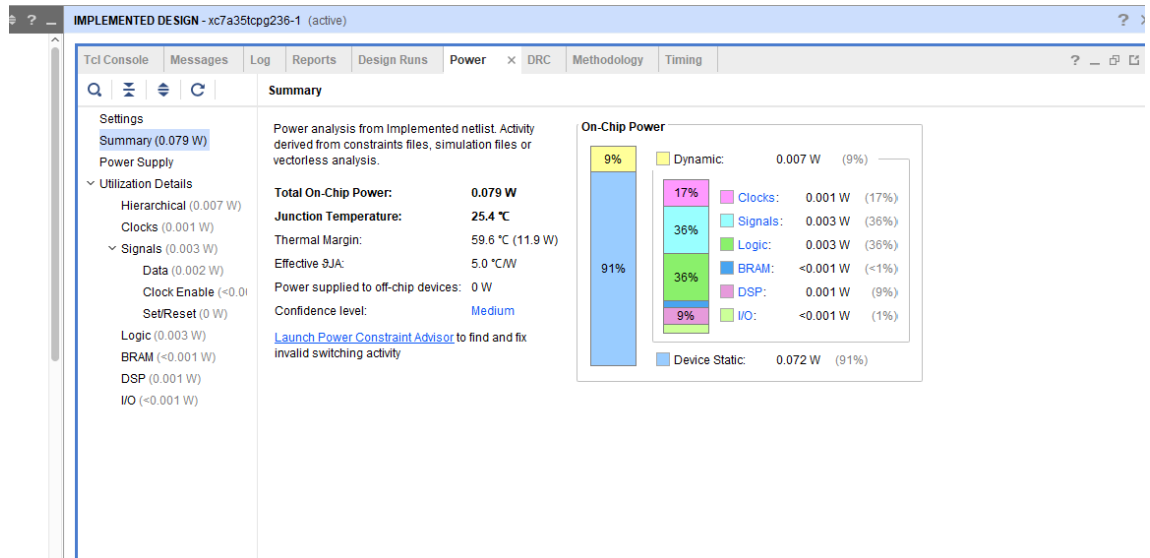 IMPLEMENTED DESIGN - xc7a35tcpg236-1 (active)
Tcl Console Messages Log Reports Design Runs Power × DRC Methodology Timing
Summary
Settings
Summary (0.079 W)
Power Supply
Utilization Details
Hierarchical (0.007 W)
Clocks (0.001 W)
Signals (0.003 W)
Data (0.002 W)
Clock Enable (<0.0
Set/Reset (0 W)
Logic (0.003 W)
BRAM (<0.001 W)
DSP (0.001 W)
I/O (<0.001 W)
Power analysis from Implemented netlist. Activity
derived from constraints files, simulation files or
vectorless analysis.
Total On-Chip Power: 0.079 W
Junction Temperature: 25.4 °C
Thermal Margin: 59.6 °C (11.9 W)
Effective ϑJA: 5.0 °C/W
Power supplied to off-chip devices: 0 W
Confidence level: Medium
Launch Power Constraint Advisor to find and fix
invalid switching activity
On-Chip Power
9% Dynamic: 0.007 W (9%)
17% Clocks: 0.001 W (17%)
36% Signals: 0.003 W (36%)
36% Logic: 0.003 W (36%)
BRAM: <0.001 W (<1%)
9% DSP: 0.001 W (9%)
I/O: <0.001 W (1%)
91% Device Static: 0.072 W (91%)